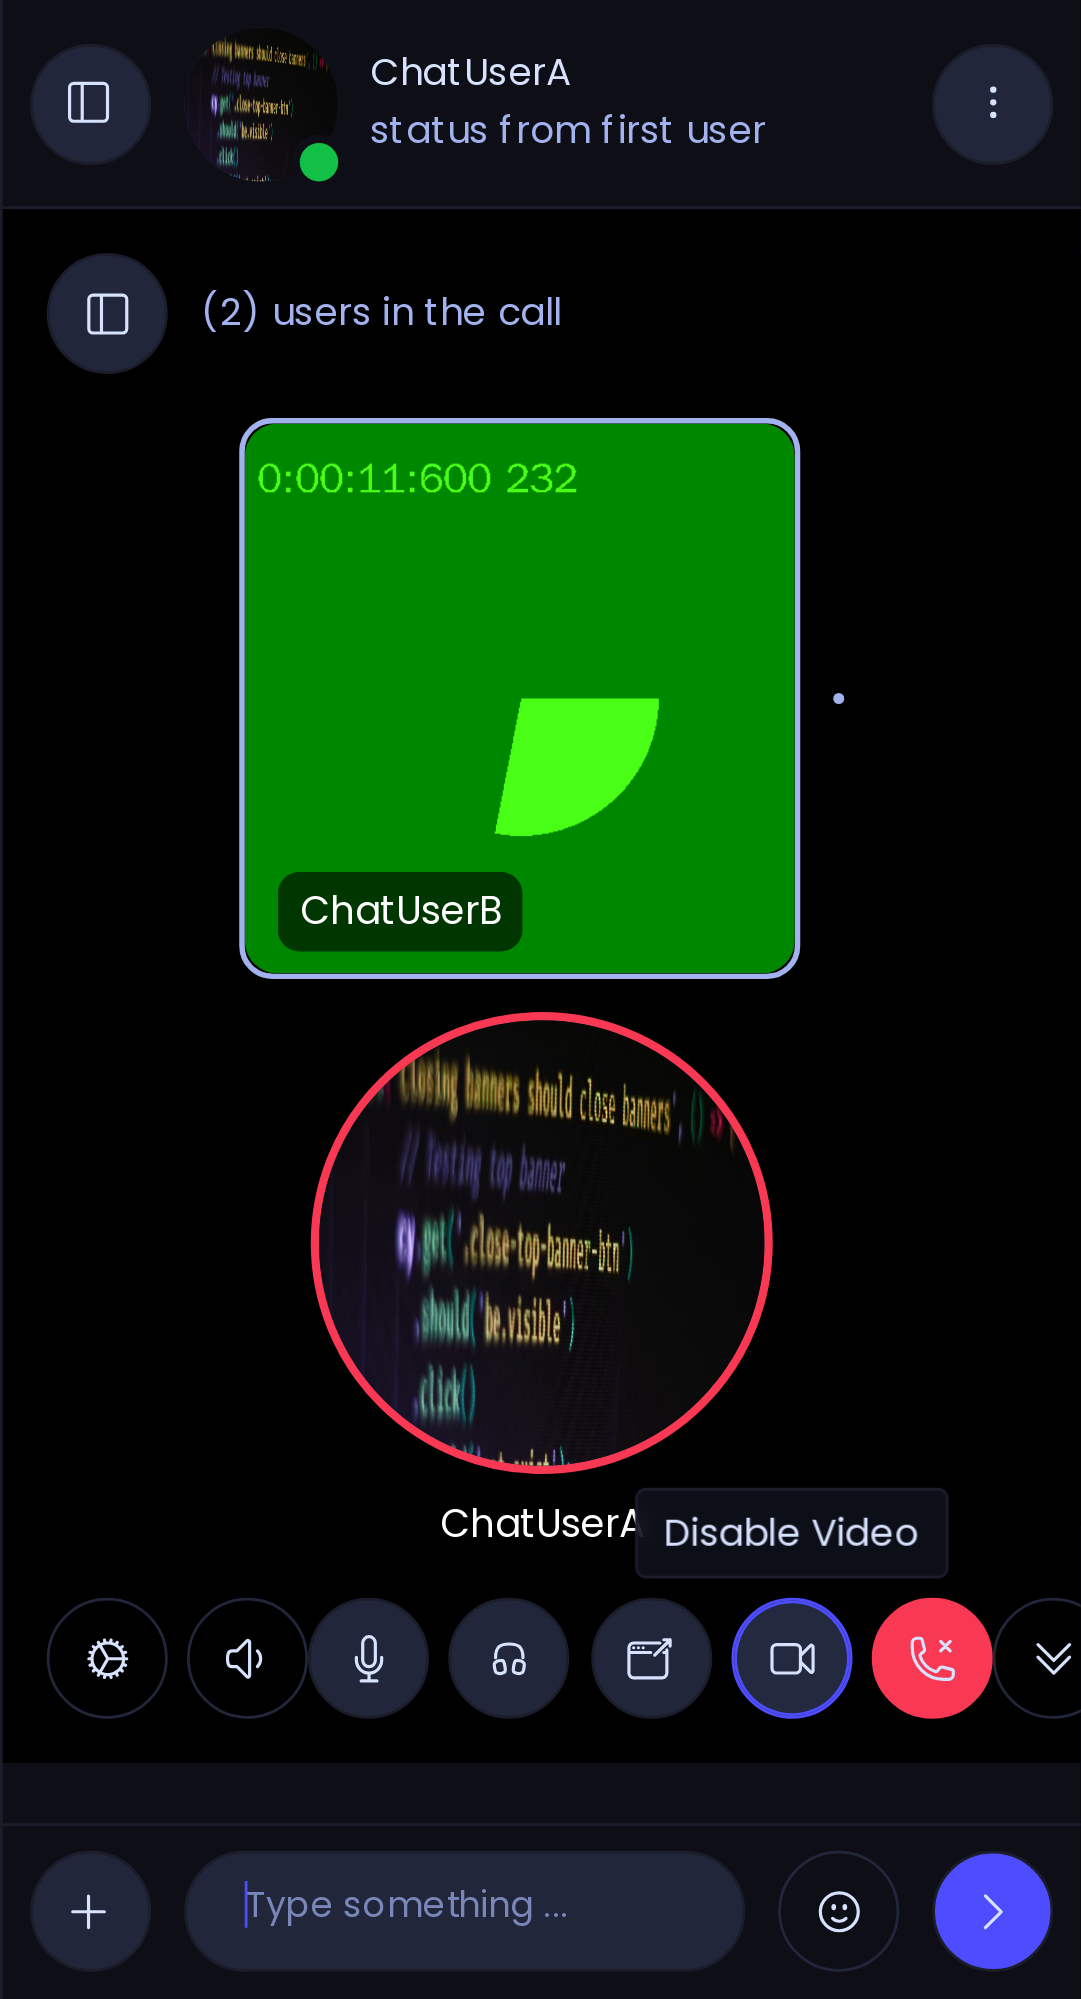 ChatUserA
status from first user
(2) users in the call
0:00:11:600 232
ChatUserB
closing banners should close banners', ()
// Testing top banner
cy.get('.close-top-banner-btn')
.should('be.visible')
.click()
ChatUserA
Disable Video
Type something ...